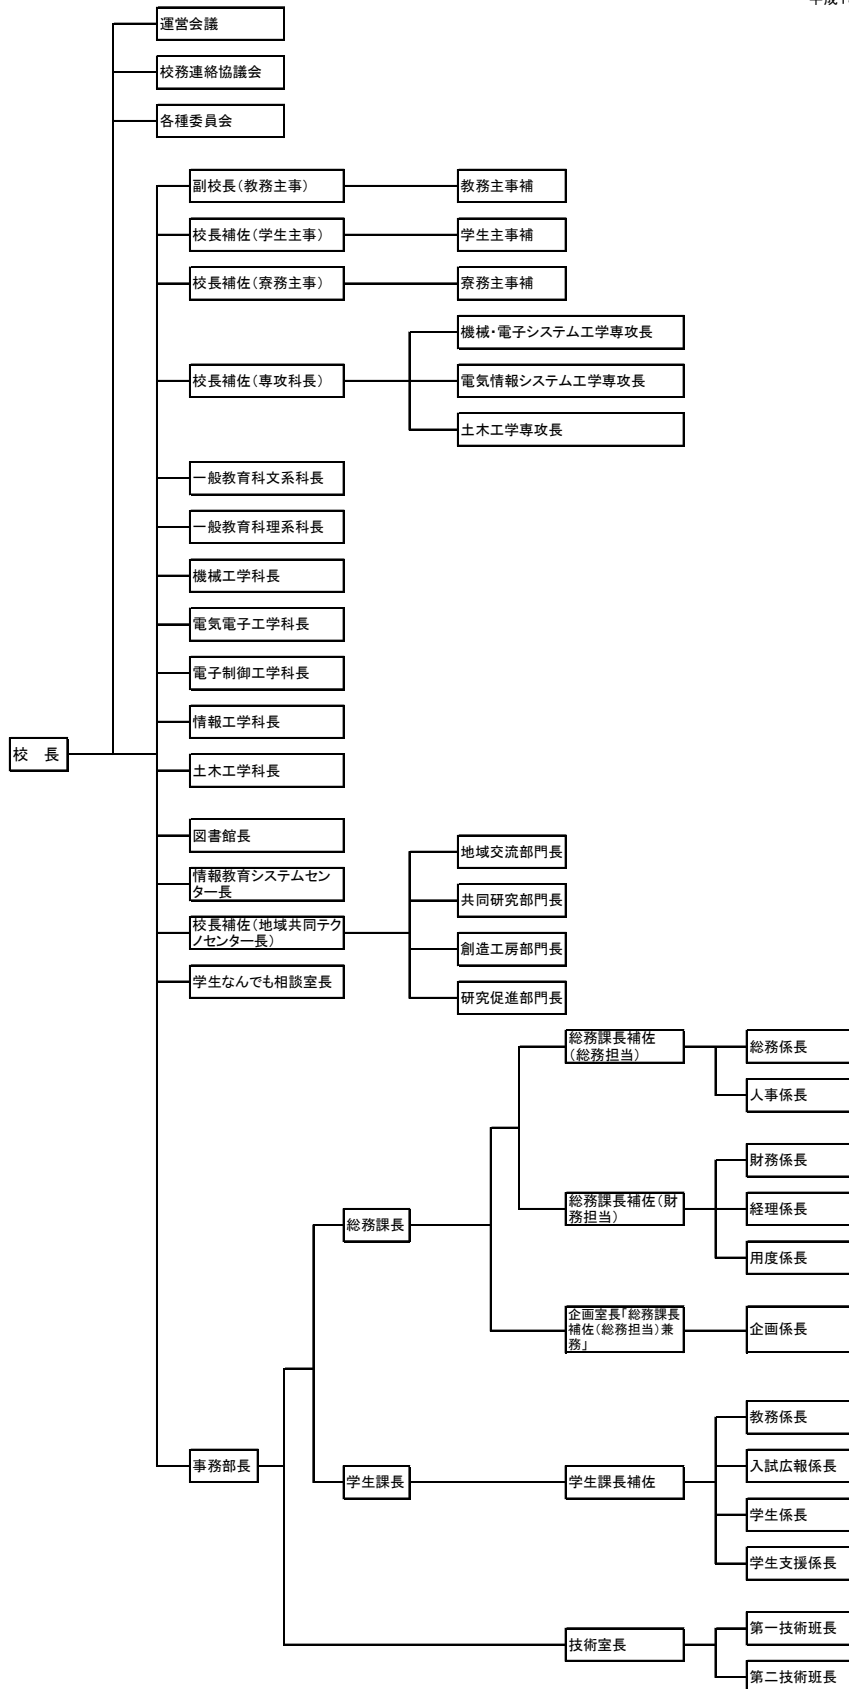 平成1
運営会議
校務連絡協議会
各種委員会
副校長(教務主事)
教務主事補
校長補佐(学生主事)
学生主事補
校長補佐(寮務主事)
寮務主事補
機械・電子システム工学専攻長
校長補佐(専攻科長)
電気情報システム工学専攻長
土木工学専攻長
一般教育科文系科長
一般教育科理系科長
機械工学科長
電気電子工学科長
電子制御工学科長
情報工学科長
校 長
土木工学科長
図書館長
地域交流部門長
情報教育システムセン
ター長
共同研究部門長
校長補佐(地域共同テク
ノセンター長)
創造工房部門長
学生なんでも相談室長
研究促進部門長
総務課長補佐
(総務担当)
総務係長
人事係長
財務係長
総務課長補佐(財
務担当)
経理係長
総務課長
用度係長
企画室長「総務課長
補佐(総務担当)兼
務」
企画係長
教務係長
事務部長
学生課長
学生課長補佐
入試広報係長
学生係長
学生支援係長
第一技術班長
技術室長
第二技術班長